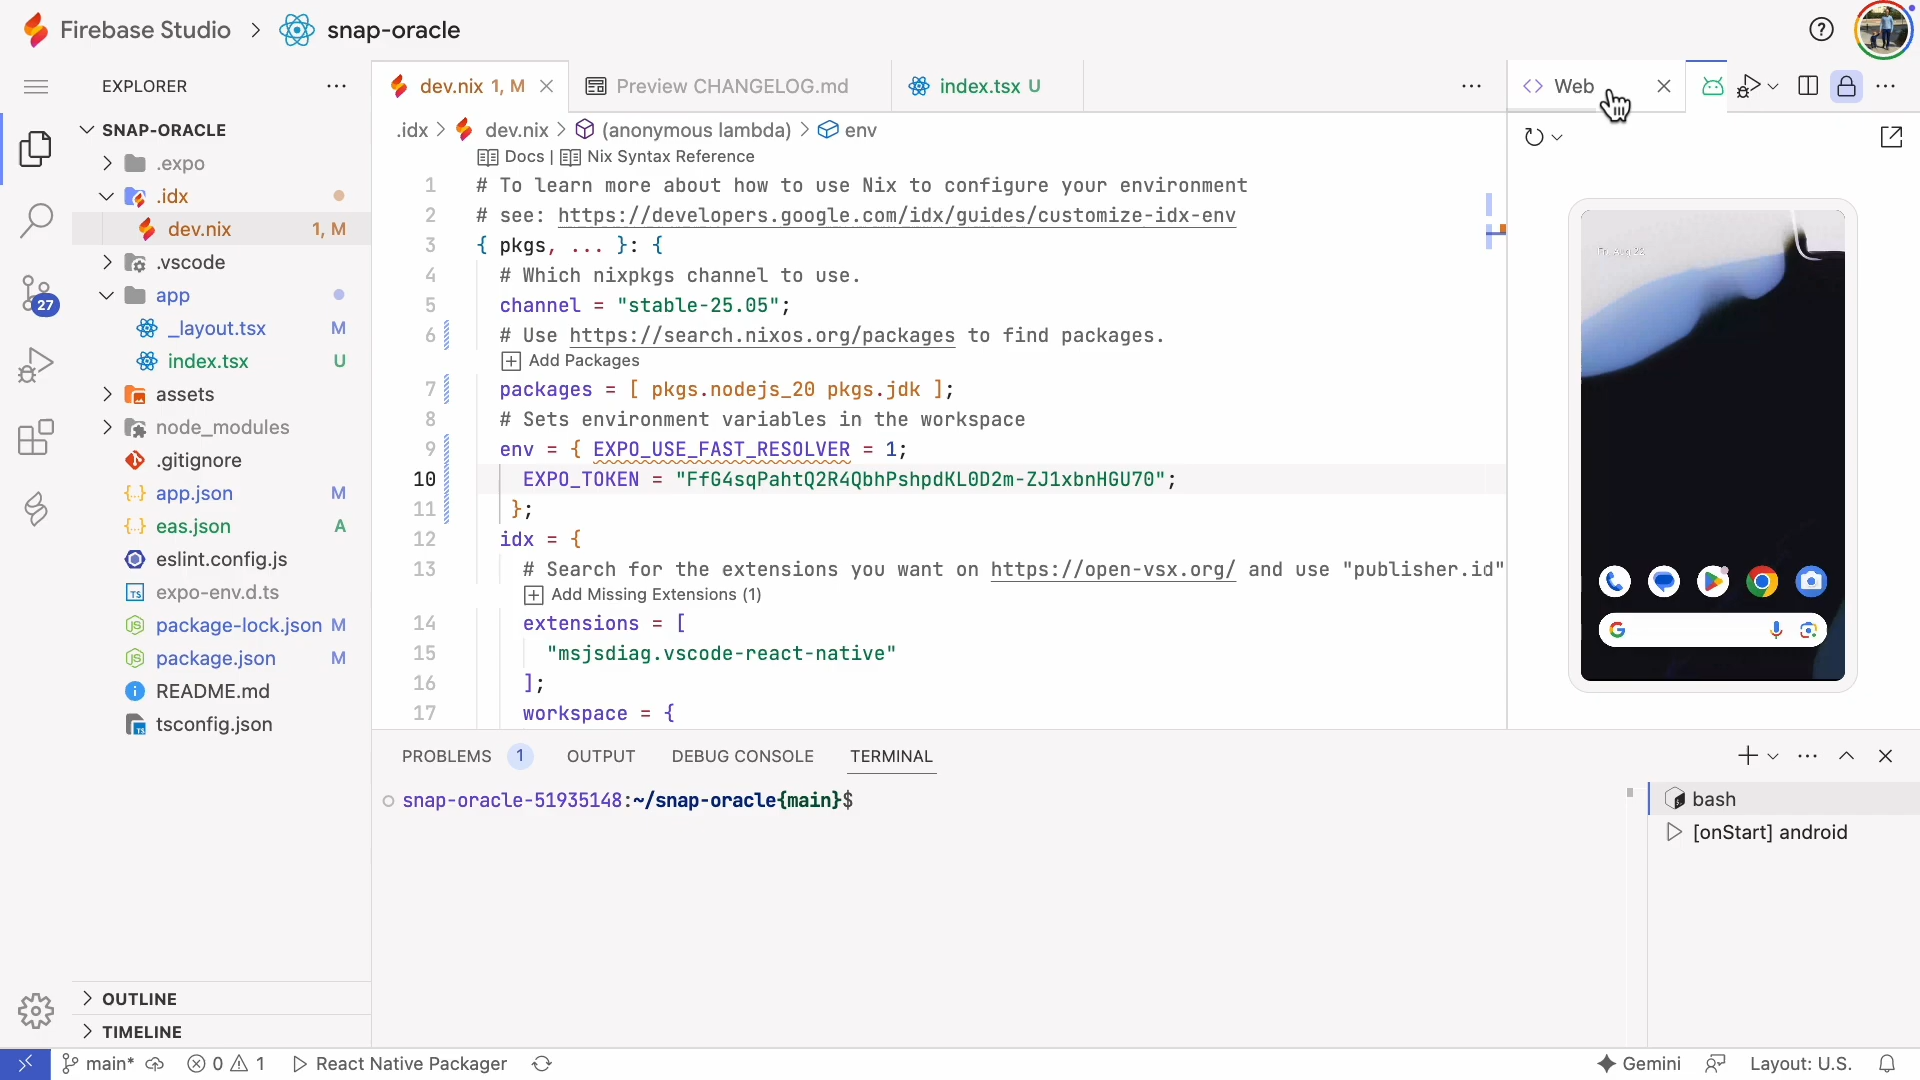 Firebase Studio > snap-oracle
EXPLORER
SNAP-ORACLE
.expo
.idx
dev.nix 1, M
.vscode
app
_layout.tsx M
index.tsx U
assets
node_modules
.gitignore
app.json M
eas.json A
eslint.config.js
expo-env.d.ts
package-lock.json M
package.json M
README.md
tsconfig.json
OUTLINE
TIMELINE
27
dev.nix 1, M
Preview CHANGELOG.md
index.tsx U
.idx > dev.nix > (anonymous lambda) > env
Docs | Nix Syntax Reference
1 # To learn more about how to use Nix to configure your environment
2 # see: https://developers.google.com/idx/guides/customize-idx-env
3 { pkgs, ... }: {
4 # Which nixpkgs channel to use.
5 channel = "stable-25.05";
6 # Use https://search.nixos.org/packages to find packages.
Add Packages
7 packages = [ pkgs.nodejs_20 pkgs.jdk ];
8 # Sets environment variables in the workspace
9 env = { EXPO_USE_FAST_RESOLVER = 1;
10 EXPO_TOKEN = "FfG4sqPahtQ2R4QbhPshpdKL0D2m-ZJ1xbnHGU70";
11 };
12 idx = {
13 # Search for the extensions you want on https://open-vsx.org/ and use "publisher.id"
Add Missing Extensions (1)
14 extensions = [
15 "msjsdiag.vscode-react-native"
16 ];
17 workspace = {
Web
PROBLEMS 1 OUTPUT DEBUG CONSOLE TERMINAL
snap-oracle-51935148:~/snap-oracle{main}$
bash
[onStart] android
main* 0 1 React Native Packager
Gemini Layout: U.S.